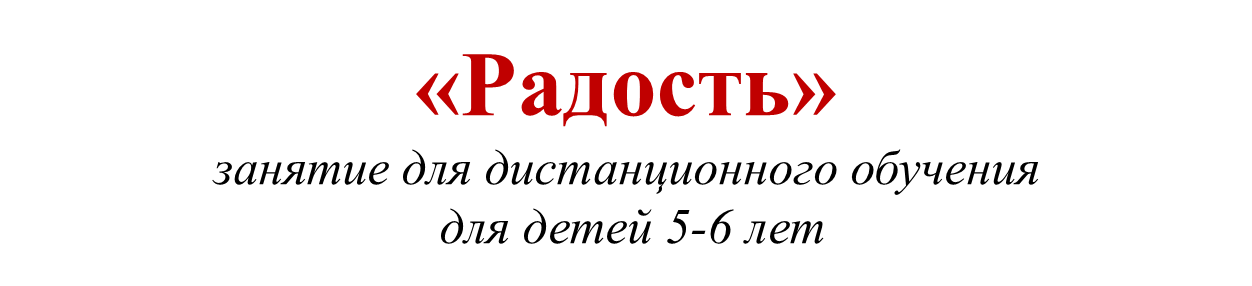 «Радость»
занятие для дистанционного обучения
для детей 5-6 лет